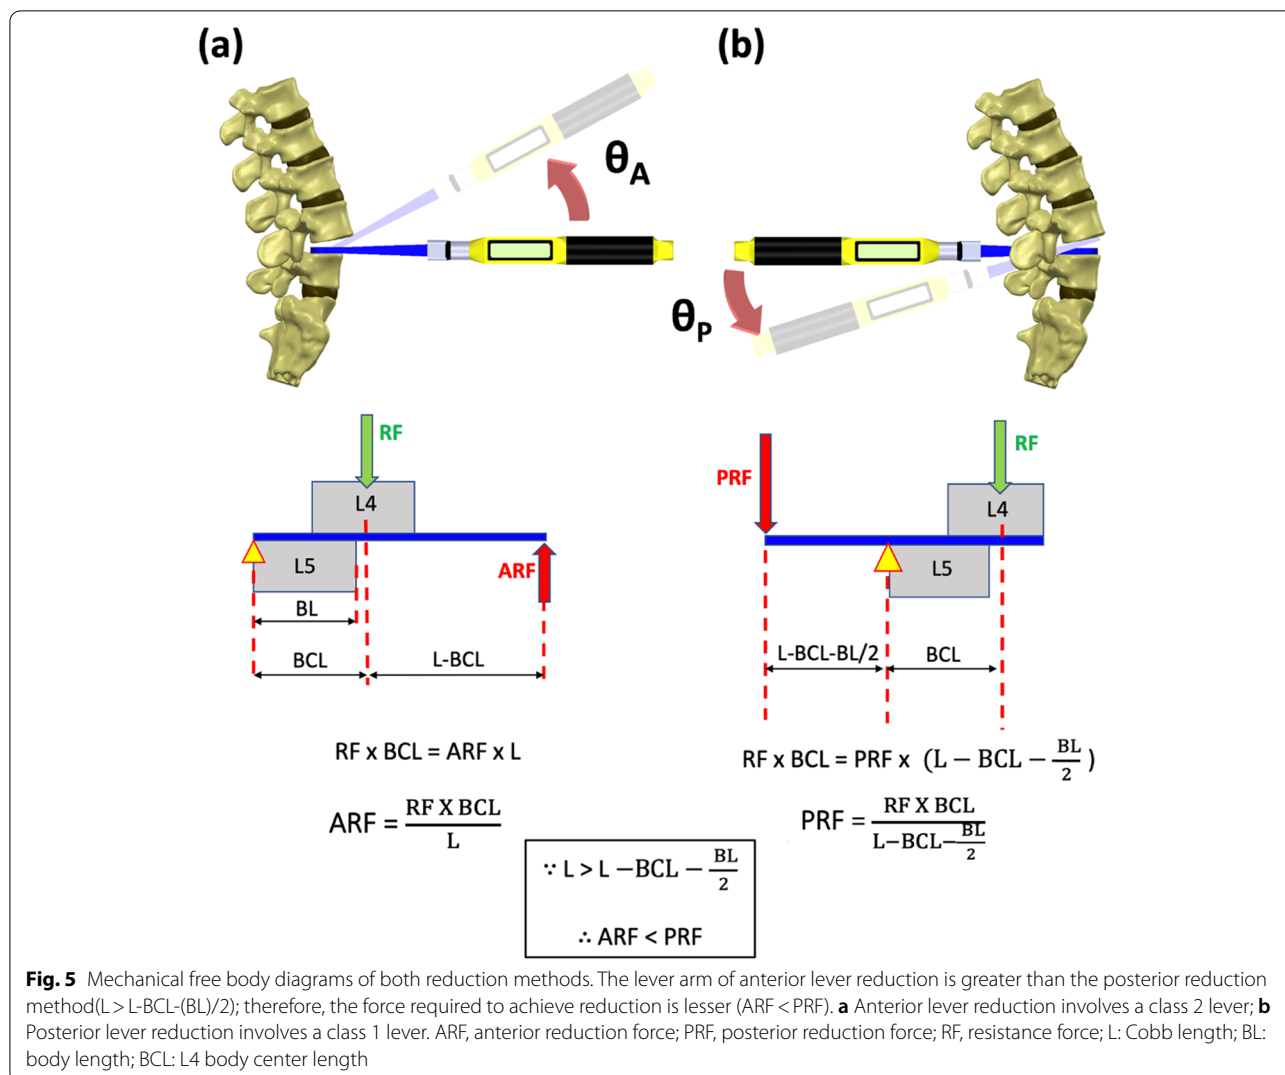 (a)
(b)
θA
θP
RF
L4
L5
ARF
BL
BCL
L-BCL
PRF
RF
L4
L5
L-BCL-BL/2
BCL
RF x BCL = ARF x L
ARF = RF X BCL / L
RF x BCL = PRF x (L − BCL − BL/2)
PRF = RF X BCL / L−BCL−BL/2
∵ L > L −BCL − BL/2
∴ ARF < PRF
Fig. 5 Mechanical free body diagrams of both reduction methods. The lever arm of anterior lever reduction is greater than the posterior reduction
method(L > L-BCL-(BL)/2); therefore, the force required to achieve reduction is lesser (ARF < PRF). a Anterior lever reduction involves a class 2 lever; b
Posterior lever reduction involves a class 1 lever. ARF, anterior reduction force; PRF, posterior reduction force; RF, resistance force; L: Cobb length; BL:
body length; BCL: L4 body center length